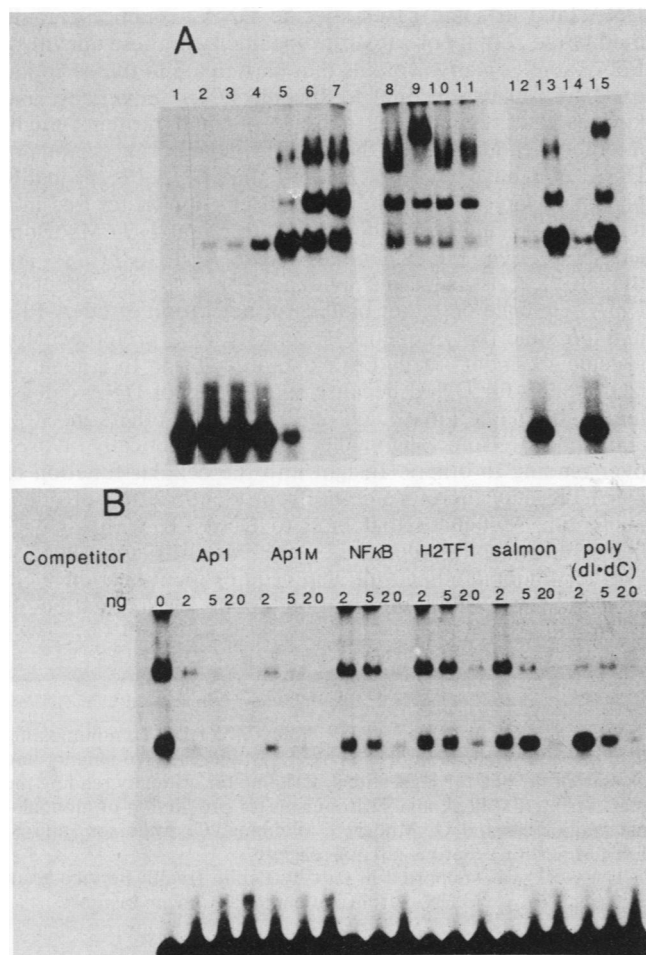 A
1 2 3 4 5 6 7 8 9 10 11 12 13 14 15
B
Competitor Ap1 Ap1M NFκB H2TF1 salmon poly
(dI•dC)
ng 0 2 5 20 2 5 20 2 5 20 2 5 20 2 5 20 2 5 20